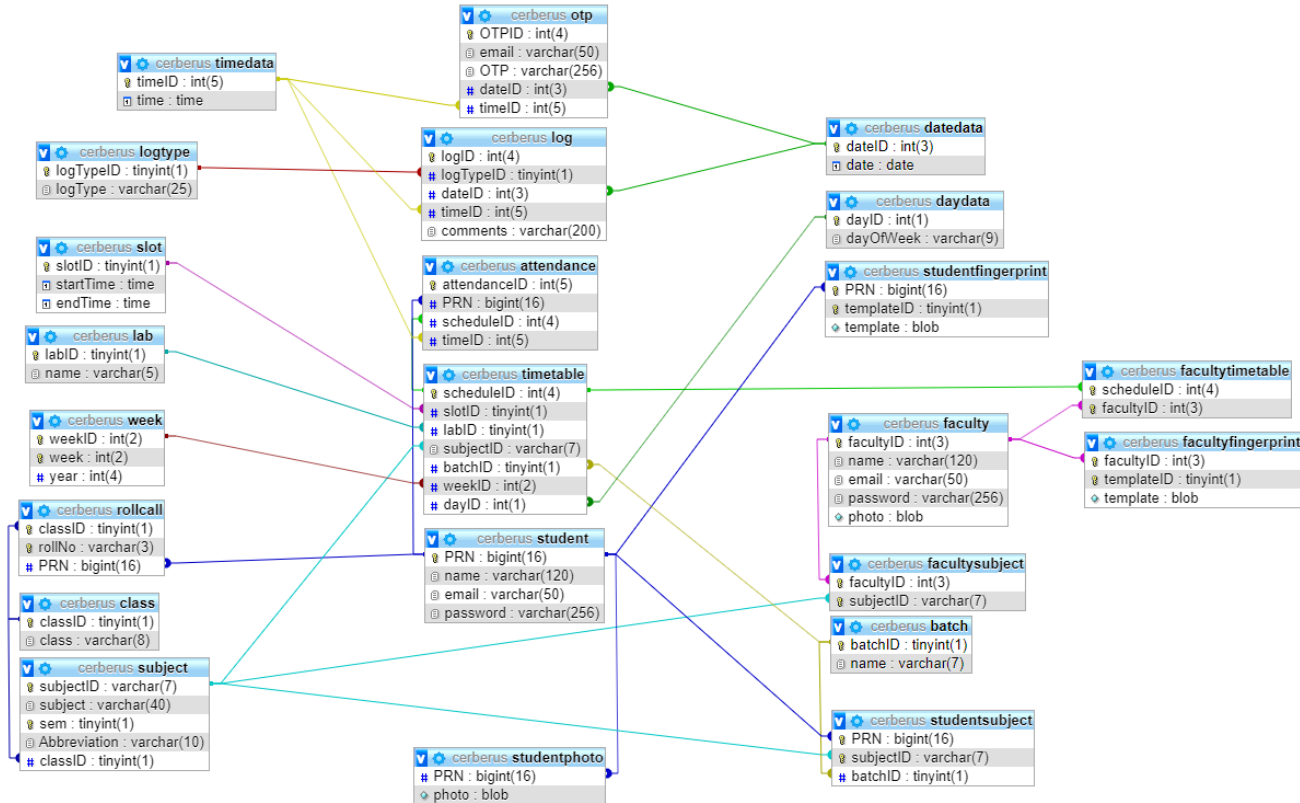 cerberus otp
OTPID : int(4)
email : varchar(50)
OTP : varchar(256)
# dateID : int(3)
# timeID : int(5)
cerberus timedata
timeID : int(5)
time : time
cerberus log
logID : int(4)
# logTypeID : tinyint(1)
# dateID : int(3)
# timeID : int(5)
comments : varchar(200)
cerberus datedata
dateID : int(3)
date : date
cerberus logtype
logTypeID : tinyint(1)
logType : varchar(25)
cerberus daydata
dayID : int(1)
dayOfWeek : varchar(9)
cerberus slot
slotID : tinyint(1)
startTime : time
endTime : time
cerberus attendance
attendanceID : int(5)
# PRN : bigint(16)
# scheduleID : int(4)
# timeID : int(5)
cerberus studentfingerprint
PRN : bigint(16)
templateID : tinyint(1)
template : blob
cerberus lab
labID : tinyint(1)
name : varchar(5)
cerberus timetable
scheduleID : int(4)
# slotID : tinyint(1)
# labID : tinyint(1)
subjectID : varchar(7)
# batchID : tinyint(1)
# weekID : int(2)
# dayID : int(1)
cerberus facultytimetable
scheduleID : int(4)
facultyID : int(3)
cerberus week
weekID : int(2)
week : int(2)
# year : int(4)
cerberus faculty
facultyID : int(3)
name : varchar(120)
email : varchar(50)
password : varchar(256)
photo : blob
cerberus facultyfingerprint
facultyID : int(3)
templateID : tinyint(1)
template : blob
cerberus rollcall
classID : tinyint(1)
rollNo : varchar(3)
# PRN : bigint(16)
cerberus student
PRN : bigint(16)
name : varchar(120)
email : varchar(50)
password : varchar(256)
cerberus facultysubject
facultyID : int(3)
subjectID : varchar(7)
cerberus class
classID : tinyint(1)
class : varchar(8)
cerberus batch
batchID : tinyint(1)
name : varchar(7)
cerberus subject
subjectID : varchar(7)
subject : varchar(40)
sem : tinyint(1)
Abbreviation : varchar(10)
# classID : tinyint(1)
cerberus studentsubject
PRN : bigint(16)
subjectID : varchar(7)
# batchID : tinyint(1)
cerberus studentphoto
# PRN : bigint(16)
photo : blob